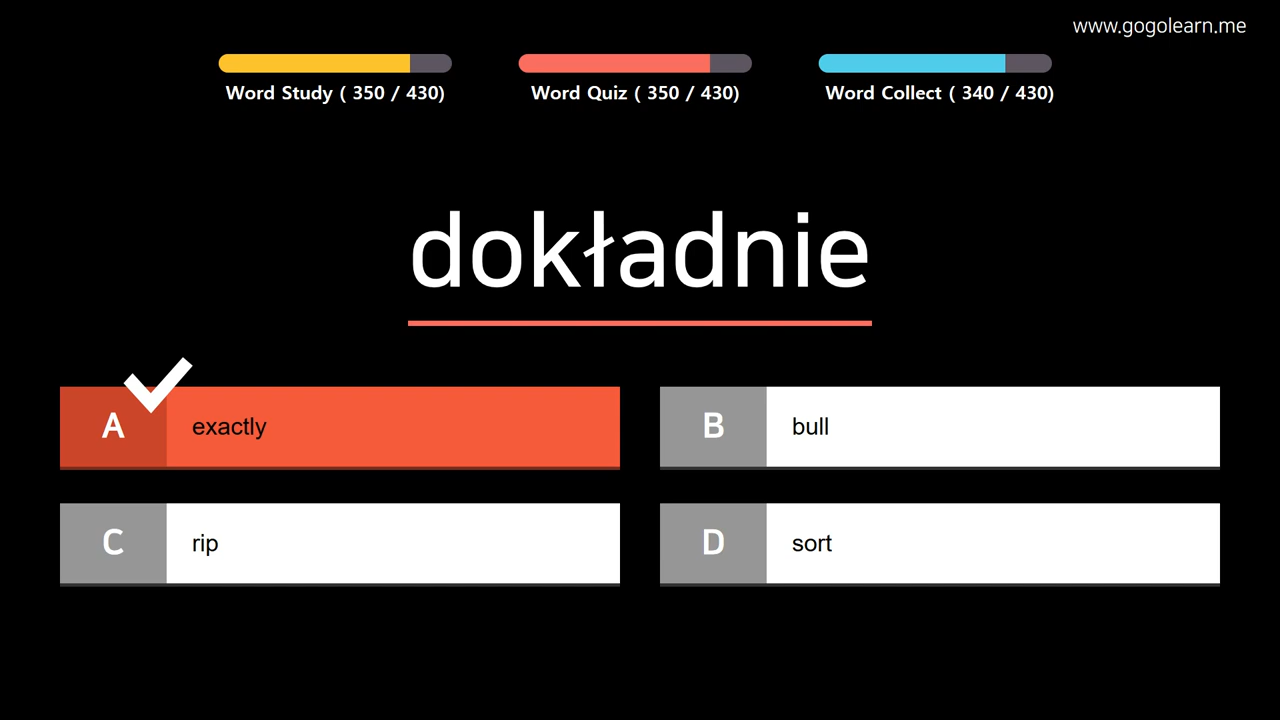 www.gogolearn.me
Word Study ( 350 / 430)
Word Quiz ( 350 / 430)
Word Collect ( 340 / 430)
dokładnie
A exactly
B bull
C rip
D sort